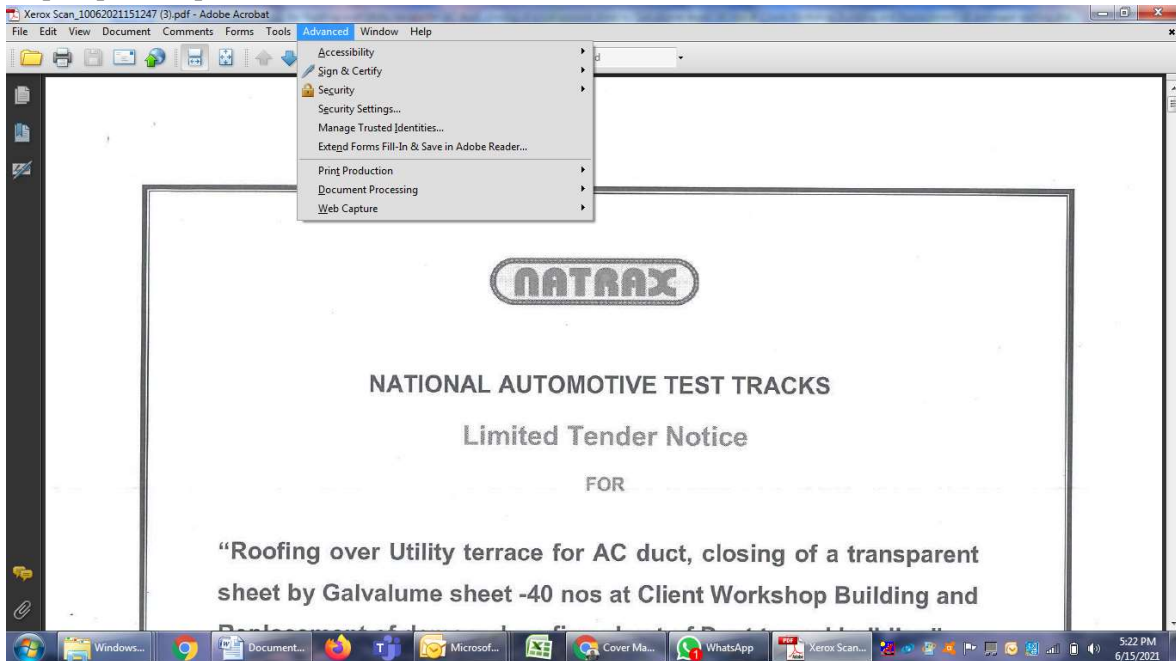 Xerox Scan_10062021151247 (3).pdf - Adobe Acrobat
File Edit View Document Comments Forms Tools Advanced Window Help
Accessibility
Sign & Certify
Security
Security Settings...
Manage Trusted Identities...
Extend Forms Fill-In & Save in Adobe Reader...
Print Production
Document Processing
Web Capture
NATRAX
NATIONAL AUTOMOTIVE TEST TRACKS
Limited Tender Notice
FOR
“Roofing over Utility terrace for AC duct, closing of a transparent
sheet by Galvalume sheet -40 nos at Client Workshop Building and
Windows... Document... Microsof... Cover Ma... 1 WhatsApp Xerox Scan... 5:22 PM
6/15/2021